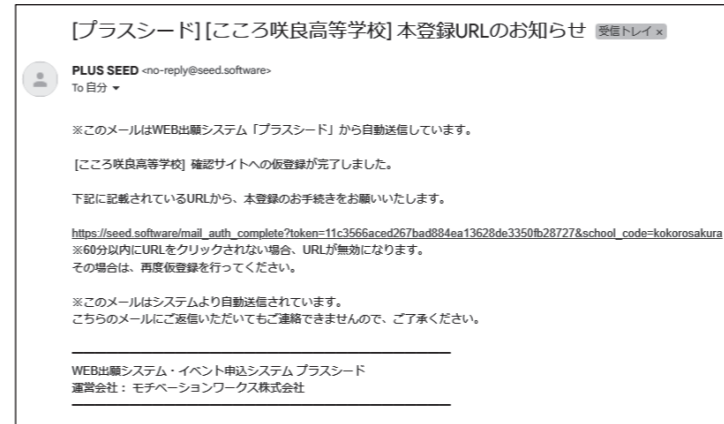 [プラスシード] [こころ咲良高等学校] 本登録URLのお知らせ 受信トレイ ×
PLUS SEED <no-reply@seed.software>
To 自分
※このメールはWEB出願システム「プラスシード」から自動送信しています。
[こころ咲良高等学校] 確認サイトへの仮登録が完了しました。
下記に記載されているURLから、本登録のお手続きをお願いいたします。
https://seed.software/mail_auth_complete?token=11c3566aced267bad884ea13628de3350fb28727&school_code=kokorosakura
※60分以内にURLをクリックされない場合、URLが無効になります。
その場合は、再度仮登録を行ってください。
※このメールはシステムより自動送信されています。
こちらのメールにご返信いただいてもご連絡できませんので、ご了承ください。
WEB出願システム・イベント申込システム プラスシード
運営会社： モチベーションワークス株式会社